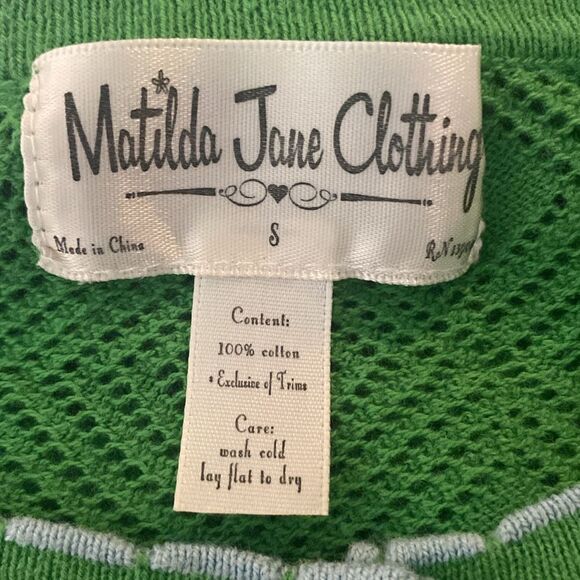 Matilda Jane Clothing
S
Made in China
RN
Content:
100% cotton
* Exclusive of Trims
Care:
wash cold
lay flat to dry